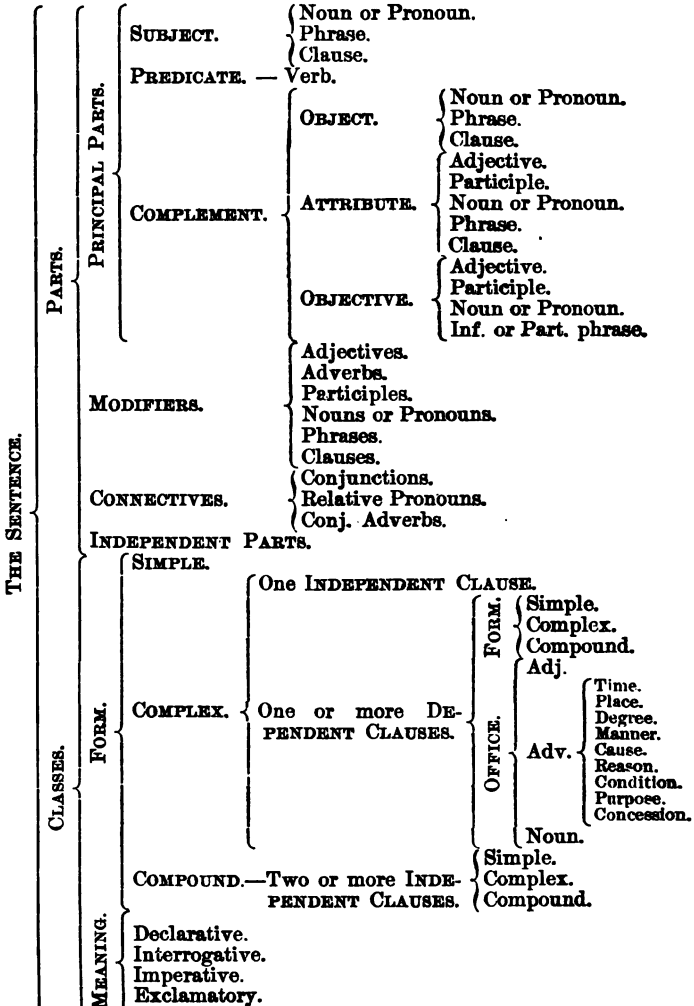 THE SENTENCE.
PARTS.
PRINCIPAL PARTS.
SUBJECT.
Noun or Pronoun.
Phrase.
Clause.
PREDICATE. — Verb.
COMPLEMENT.
OBJECT.
Noun or Pronoun.
Phrase.
Clause.
ATTRIBUTE.
Adjective.
Participle.
Noun or Pronoun.
Phrase.
Clause.
OBJECTIVE.
Adjective.
Participle.
Noun or Pronoun.
Inf. or Part. phrase.
MODIFIERS.
Adjectives.
Adverbs.
Participles.
Nouns or Pronouns.
Phrases.
Clauses.
CONNECTIVES.
Conjunctions.
Relative Pronouns.
Conj. Adverbs.
INDEPENDENT PARTS.
CLASSES.
FORM.
SIMPLE.
COMPLEX.
One INDEPENDENT CLAUSE.
One or more DE-
PENDENT CLAUSES.
FORM.
Simple.
Complex.
Compound.
OFFICE.
Adj.
Adv.
Time.
Place.
Degree.
Manner.
Cause.
Reason.
Condition.
Purpose.
Concession.
Noun.
COMPOUND.—Two or more INDE-
PENDENT CLAUSES.
Simple.
Complex.
Compound.
MEANING.
Declarative.
Interrogative.
Imperative.
Exclamatory.